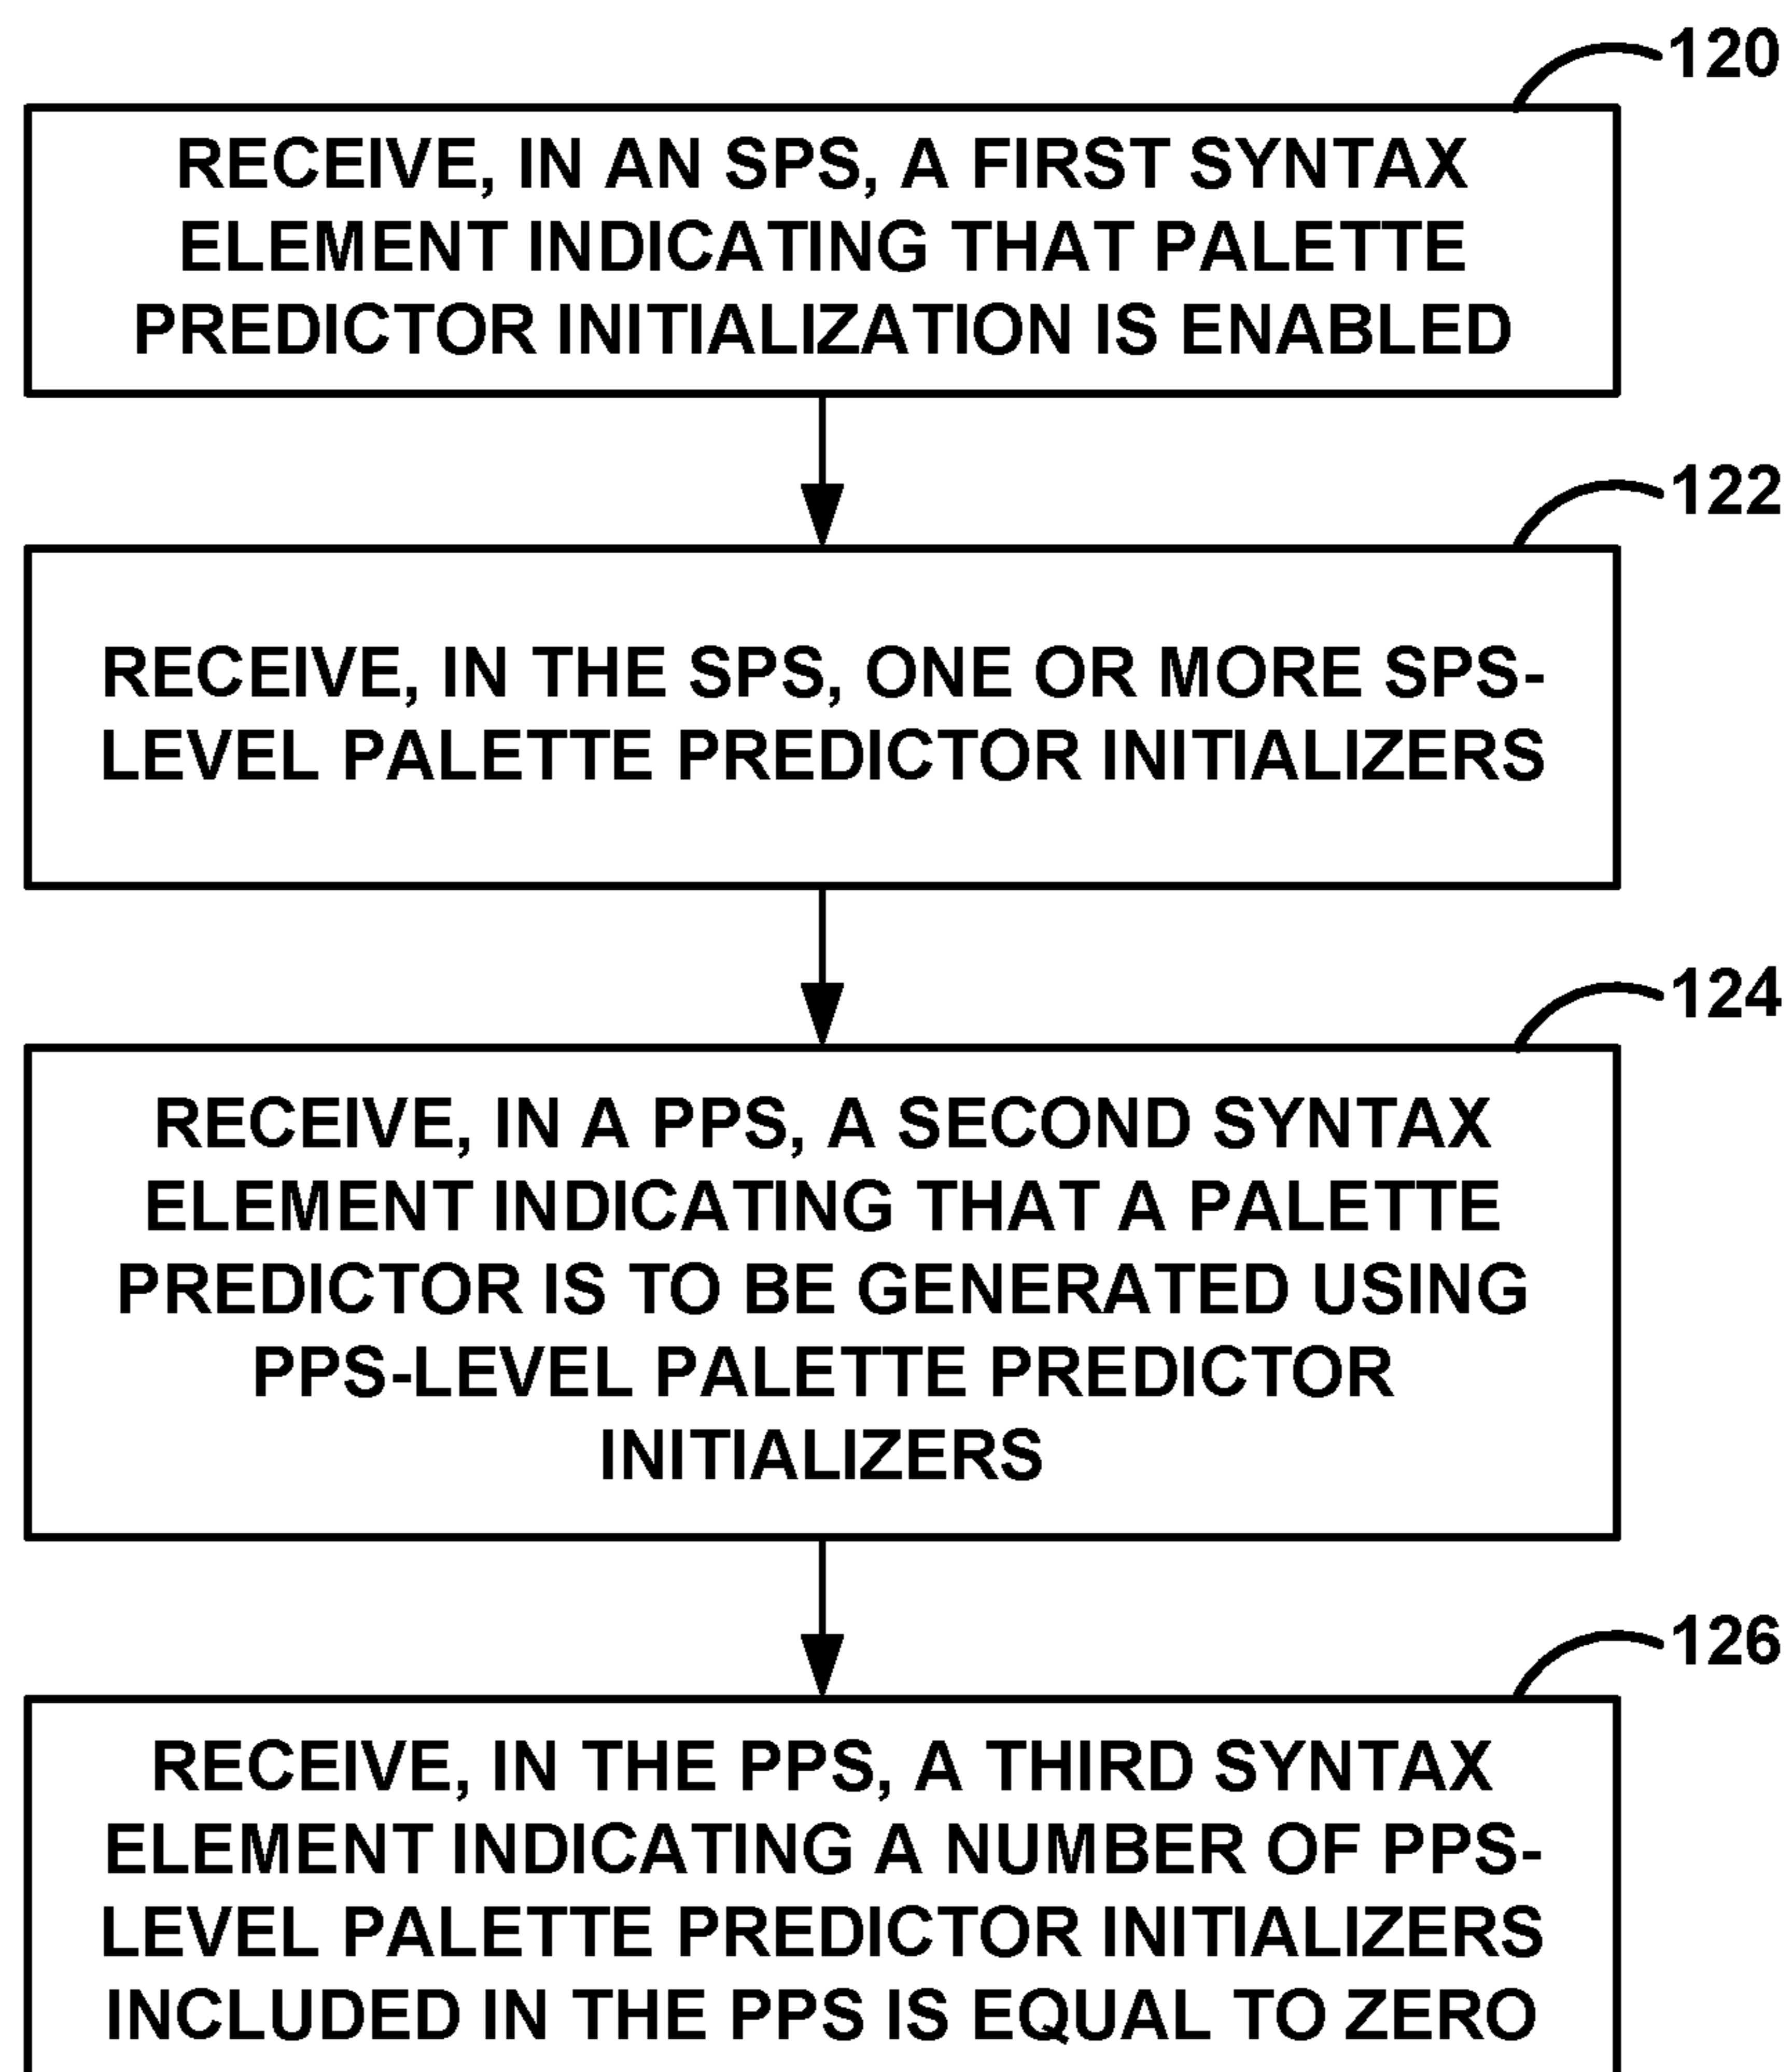 120
RECEIVE, IN AN SPS, A FIRST SYNTAX
ELEMENT INDICATING THAT PALETTE
PREDICTOR INITIALIZATION IS ENABLED
122
RECEIVE, IN THE SPS, ONE OR MORE SPS-
LEVEL PALETTE PREDICTOR INITIALIZERS
124
RECEIVE, IN A PPS, A SECOND SYNTAX
ELEMENT INDICATING THAT A PALETTE
PREDICTOR IS TO BE GENERATED USING
PPS-LEVEL PALETTE PREDICTOR
INITIALIZERS
126
RECEIVE, IN THE PPS, A THIRD SYNTAX
ELEMENT INDICATING A NUMBER OF PPS-
LEVEL PALETTE PREDICTOR INITIALIZERS
INCLUDED IN THE PPS IS EQUAL TO ZERO